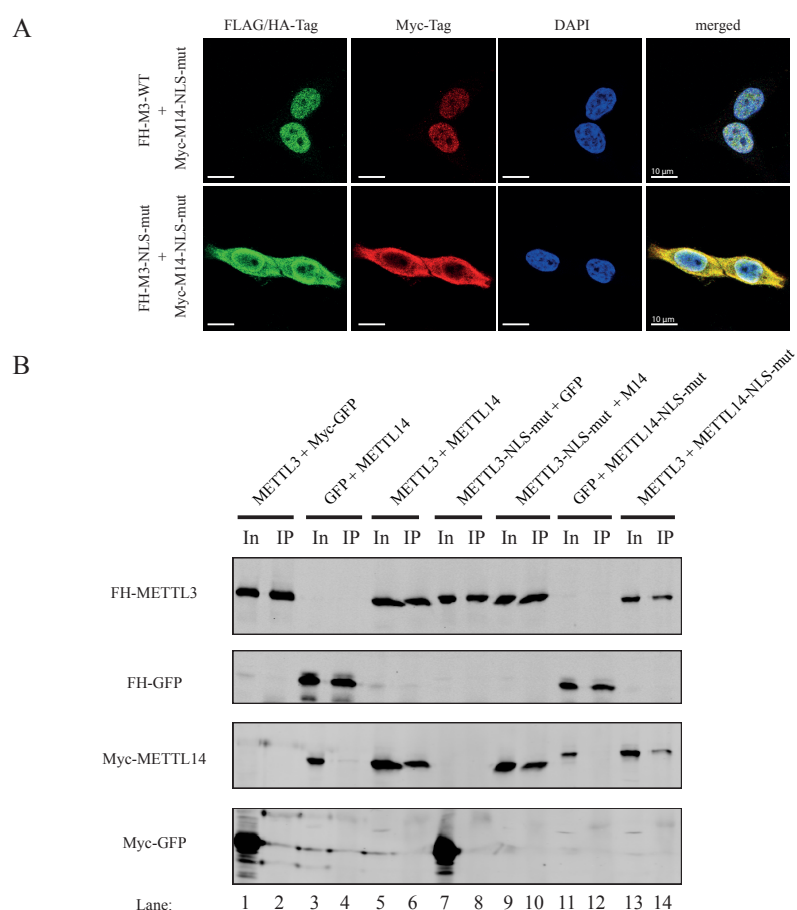 A
FLAG/HA-Tag Myc-Tag DAPI merged
FH-M3-WT
+
Myc-M14-NLS-mut
10 µm
FH-M3-NLS-mut
+
Myc-M14-NLS-mut
10 µm
B
METTL3 + Myc-GFP
GFP + METTL14
METTL3 + METTL14
METTL3-NLS-mut + GFP
METTL3-NLS-mut + M14
GFP + METTL14-NLS-mut
METTL3 + METTL14-NLS-mut
In IP In IP In IP In IP In IP In IP In IP
FH-METTL3
FH-GFP
Myc-METTL14
Myc-GFP
Lane: 1 2 3 4 5 6 7 8 9 10 11 12 13 14